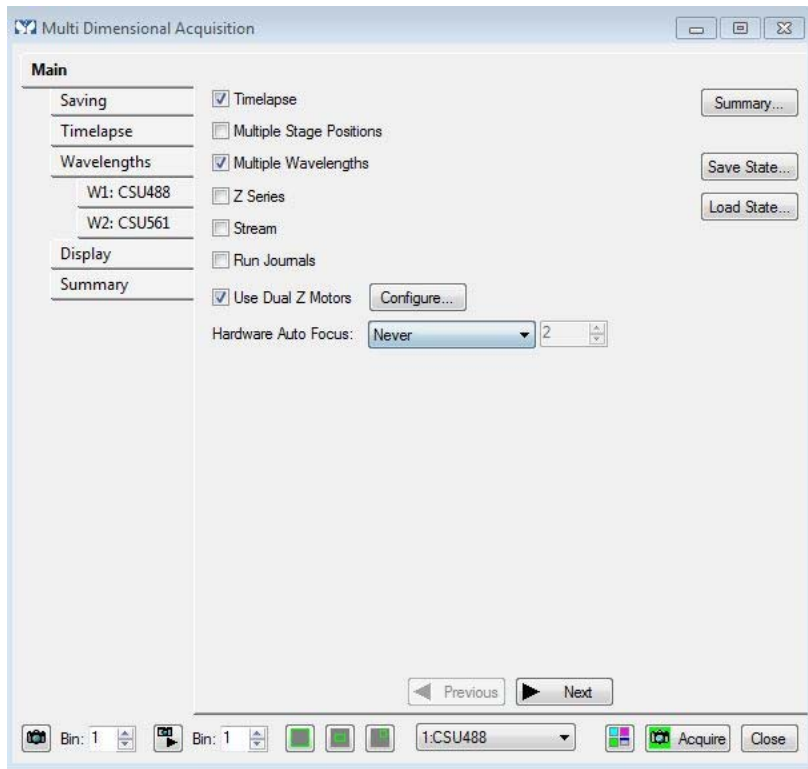 Multi Dimensional Acquisition
Main
Saving
Timelapse
Wavelengths
W1: CSU488
W2: CSU561
Display
Summary
Timelapse
Multiple Stage Positions
Multiple Wavelengths
Z Series
Stream
Run Journals
Use Dual Z Motors Configure...
Hardware Auto Focus: Never 2
Summary...
Save State...
Load State...
Previous Next
Bin: 1 Bin: 1 1:CSU488 Acquire Close